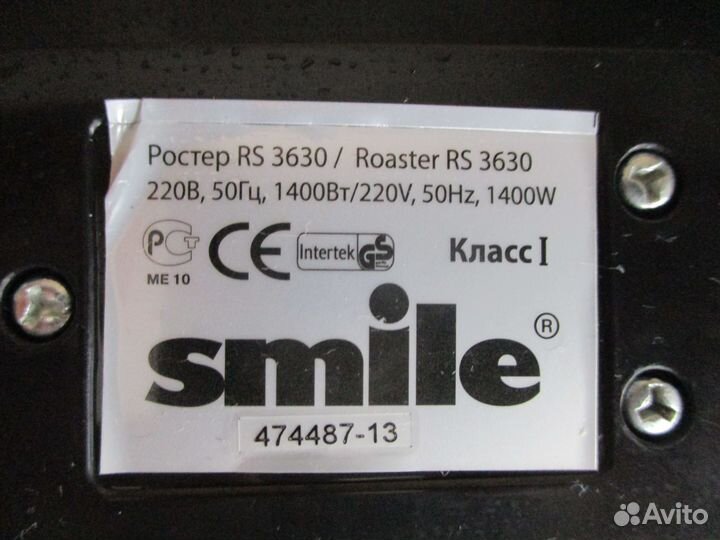 Ростер RS 3630 / Roaster RS 3630
220В, 50Гц, 1400Вт/220V, 50Hz, 1400W
РСТ CE Intertek GS Класс I
ME 10
smile®
474487-13
Avito